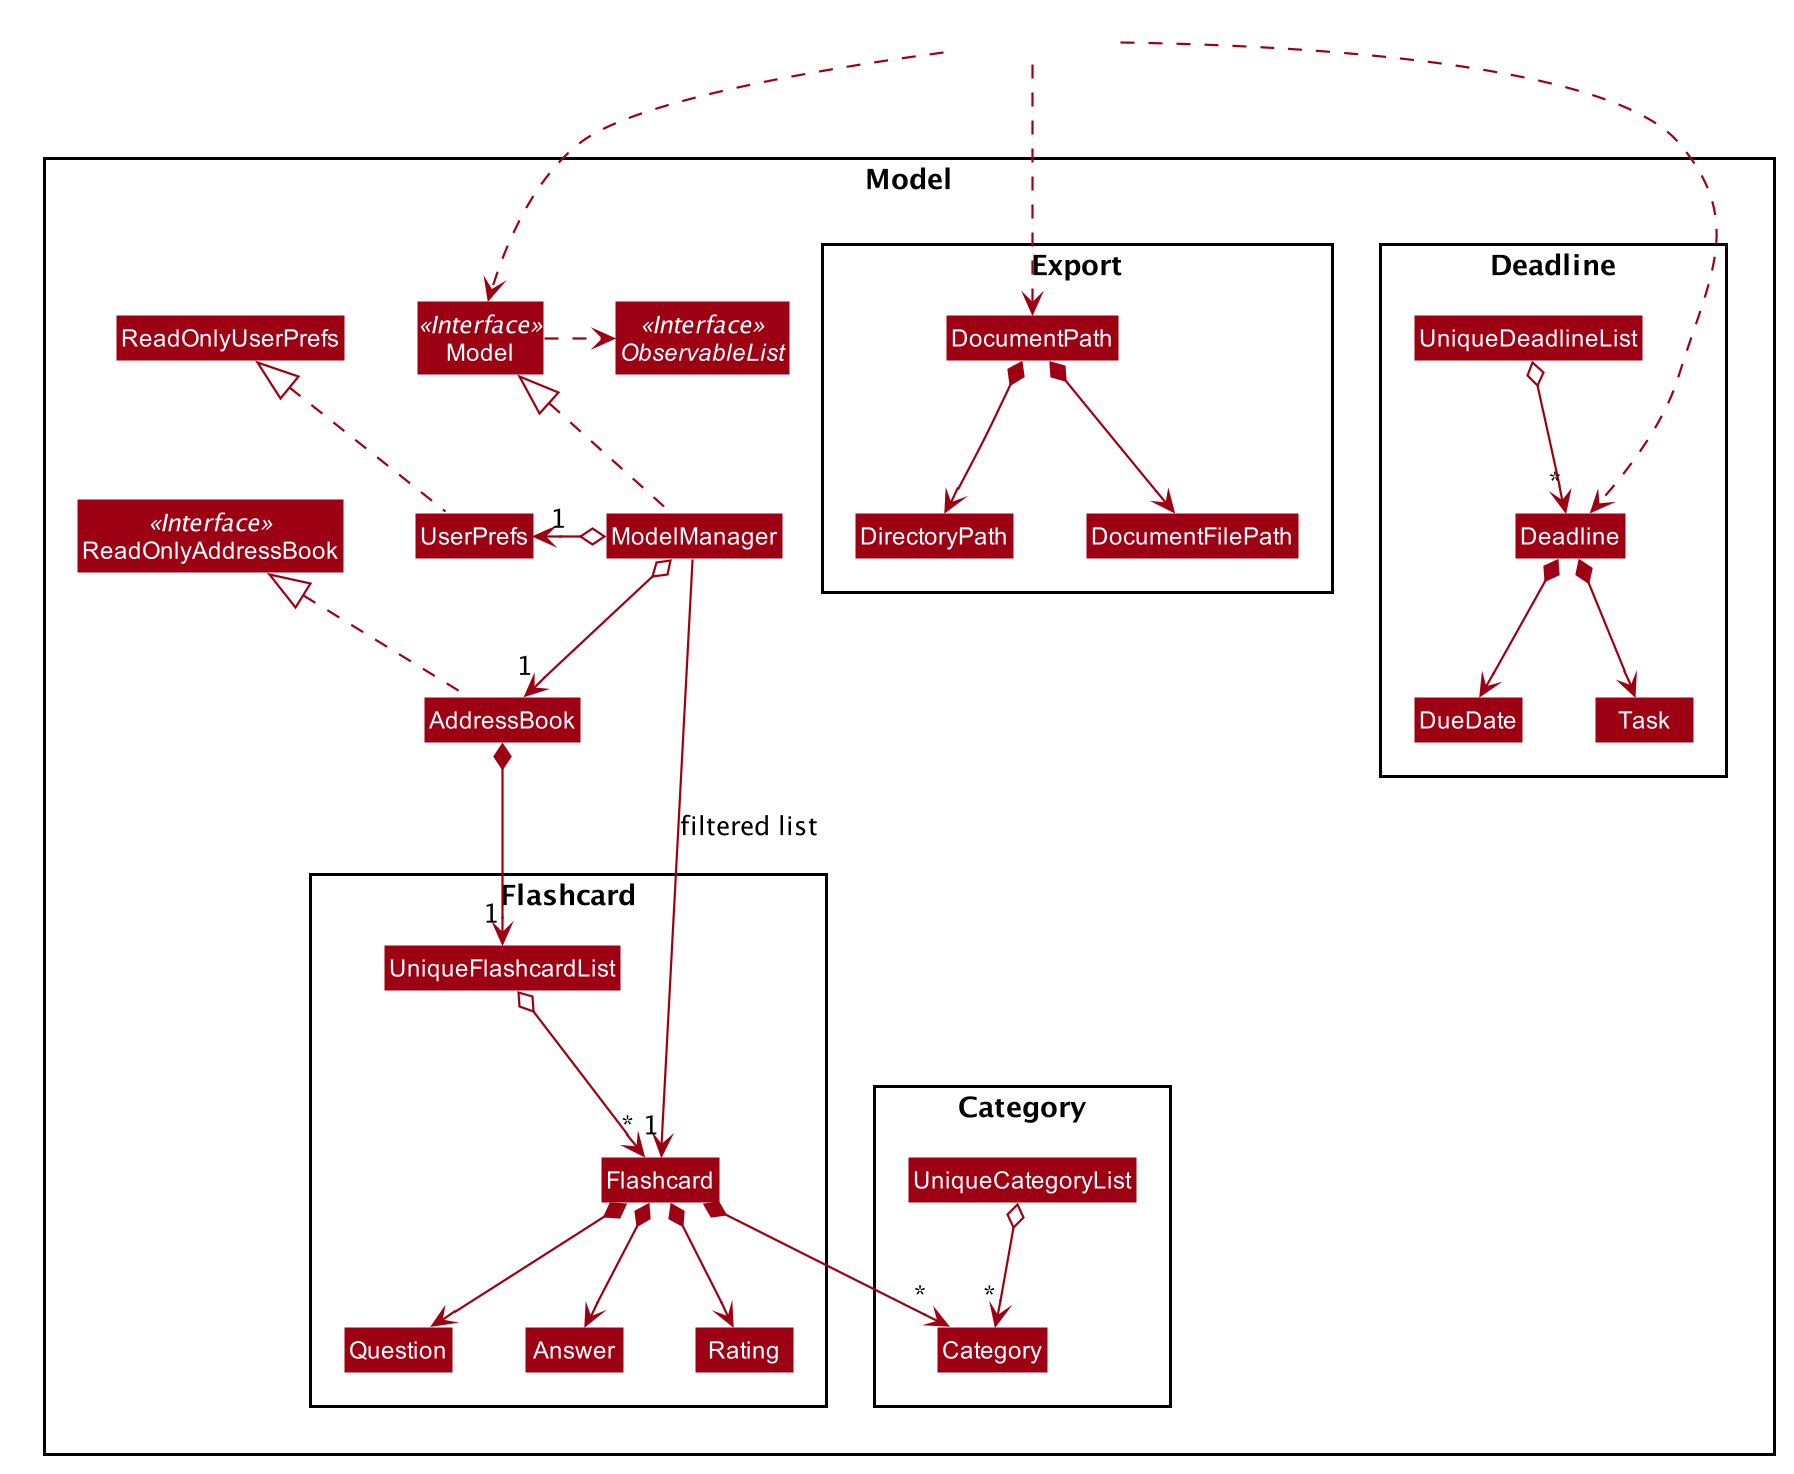 Model
Export
Deadline
«Interface»
Model
«Interface»
ObservableList
ReadOnlyUserPrefs
DocumentPath
UniqueDeadlineList
*
«Interface»
ReadOnlyAddressBook
UserPrefs
1
ModelManager
DirectoryPath
DocumentFilePath
Deadline
1
AddressBook
DueDate
Task
filtered list
Flashcard
1
UniqueFlashcardList
Category
* 1
Flashcard
UniqueCategoryList
*
*
Question
Answer
Rating
Category